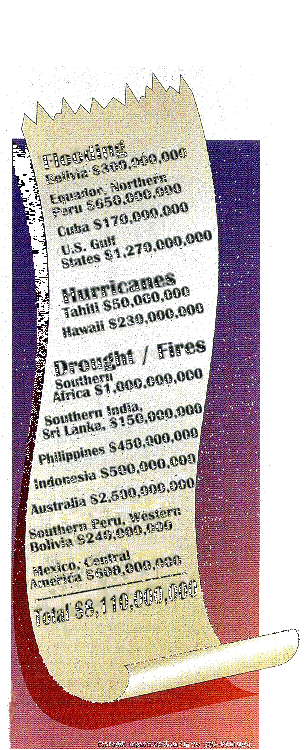 Flooding
Bolivia $300,000,000
Equador, Northern
Peru $650,000,000
Cuba $170,000,000
U.S. Gulf
States $1,270,000,000
Hurricanes
Tahiti $50,000,000
Hawaii $230,000,000
Drought / Fires
Southern
Africa $1,000,000,000
Southern India,
Sri Lanka, $150,000,000
Philippines $450,000,000
Indonesia $500,000,000
Australia $2,500,000,000
Southern Peru, Western
Bolivia $240,000,000
Mexico, Central
America $600,000,000
Total $8,110,000,000